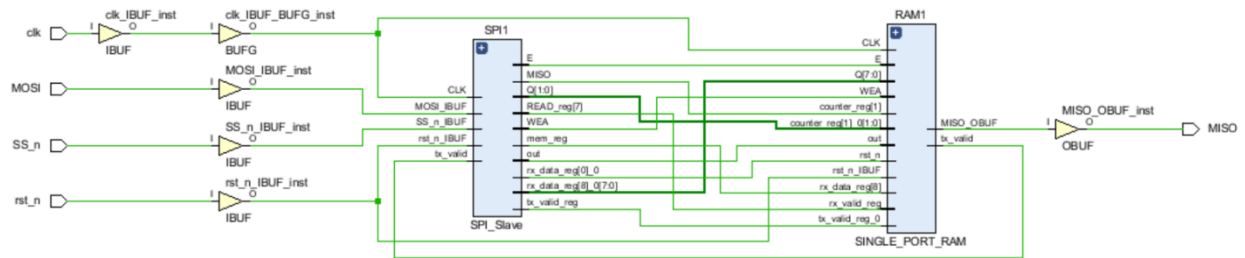 clk
clk_IBUF_inst
I
O
IBUF
clk_IBUF_BUFG_inst
I
O
BUFG
MOSI
MOSI_IBUF_inst
I
O
IBUF
SS_n
SS_n_IBUF_inst
I
O
IBUF
rst_n
rst_n_IBUF_inst
I
O
IBUF
SPI1
CLK
MOSI_IBUF
SS_n_IBUF
rst_n_IBUF
tx_valid
E
MISO
Q[1:0]
READ_reg[7]
WEA
mem_reg
out
rx_data_reg[0]_0
rx_data_reg[8]_0[7:0]
tx_valid_reg
SPI_Slave
RAM1
CLK
E
Q[7:0]
WEA
counter_reg[1]
counter_reg[1]_0[1:0]
out
rst_n
rst_n_IBUF
rx_data_reg[8]
rx_valid_reg
tx_valid_reg_0
MISO_OBUF
tx_valid
SINGLE_PORT_RAM
MISO_OBUF_inst
I
O
OBUF
MISO